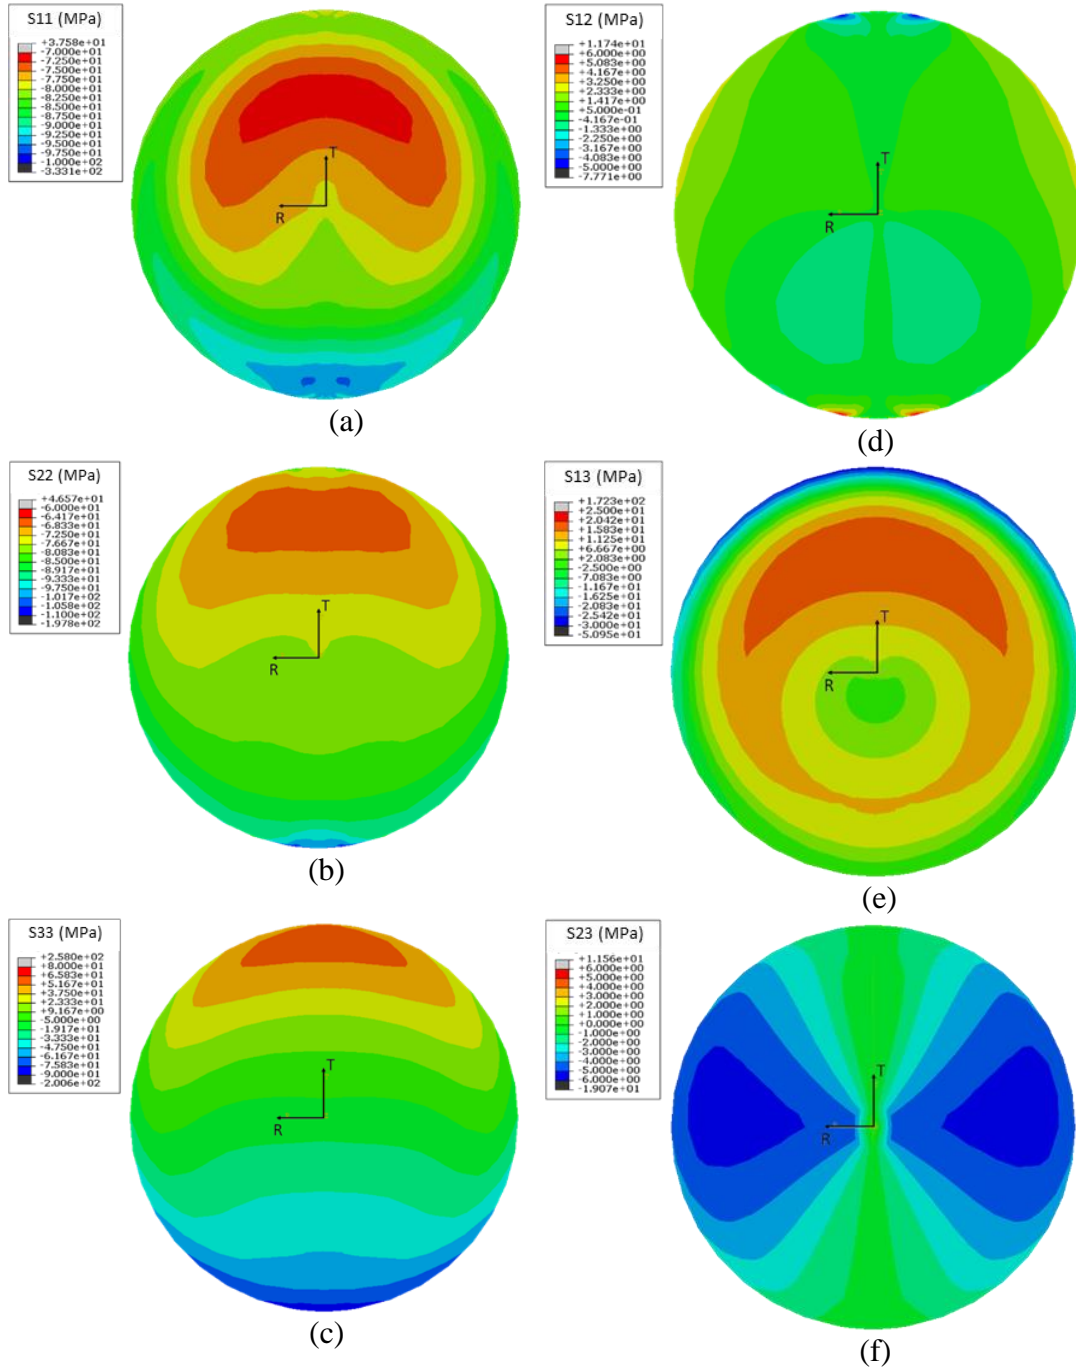 S11 (MPa)
+3.758e+01
-7.000e+01
-7.250e+01
-7.500e+01
-7.750e+01
-8.000e+01
-8.250e+01
-8.500e+01
-8.750e+01
-9.000e+01
-9.250e+01
-9.500e+01
-9.750e+01
-1.000e+02
-3.331e+02
T
R
(a)
S12 (MPa)
+1.174e+01
+6.000e+00
+5.083e+00
+4.167e+00
+3.250e+00
+2.333e+00
+1.417e+00
+5.000e-01
-4.167e-01
-1.333e+00
-2.250e+00
-3.167e+00
-4.083e+00
-5.000e+00
-7.771e+00
T
R
(d)
S22 (MPa)
+4.657e+01
-6.000e+01
-6.417e+01
-6.833e+01
-7.250e+01
-7.667e+01
-8.083e+01
-8.500e+01
-8.917e+01
-9.333e+01
-9.750e+01
-1.017e+02
-1.058e+02
-1.100e+02
-1.978e+02
T
R
(b)
S13 (MPa)
+1.723e+02
+2.500e+01
+2.042e+01
+1.583e+01
+1.125e+01
+6.667e+00
+2.083e+00
-2.500e+00
-7.083e+00
-1.167e+01
-1.625e+01
-2.083e+01
-2.542e+01
-3.000e+01
-5.095e+01
T
R
(e)
S33 (MPa)
+2.580e+02
+8.000e+01
+6.583e+01
+5.167e+01
+3.750e+01
+2.333e+01
+9.167e+00
-5.000e+00
-1.917e+01
-3.333e+01
-4.750e+01
-6.167e+01
-7.583e+01
-9.000e+01
-2.006e+02
T
R
(c)
S23 (MPa)
+1.156e+01
+6.000e+00
+5.000e+00
+4.000e+00
+3.000e+00
+2.000e+00
+1.000e+00
+0.000e+00
-1.000e+00
-2.000e+00
-3.000e+00
-4.000e+00
-5.000e+00
-6.000e+00
-1.907e+01
T
R
(f)